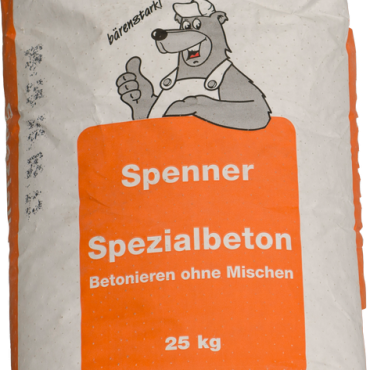 bärenstark!
Spenner
Spezialbeton
Betonieren ohne Mischen
25 kg